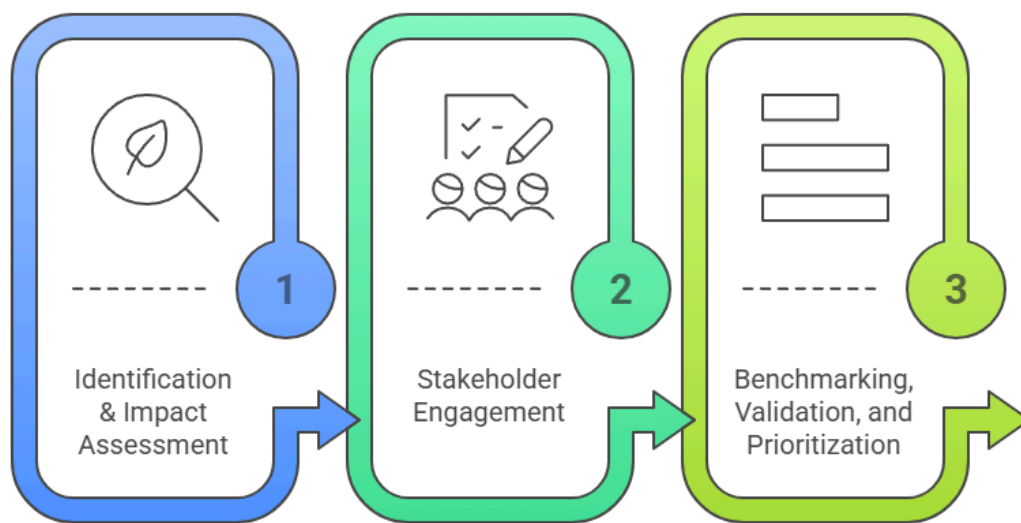 1
Identification
& Impact
Assessment
2
Stakeholder
Engagement
3
Benchmarking,
Validation, and
Prioritization